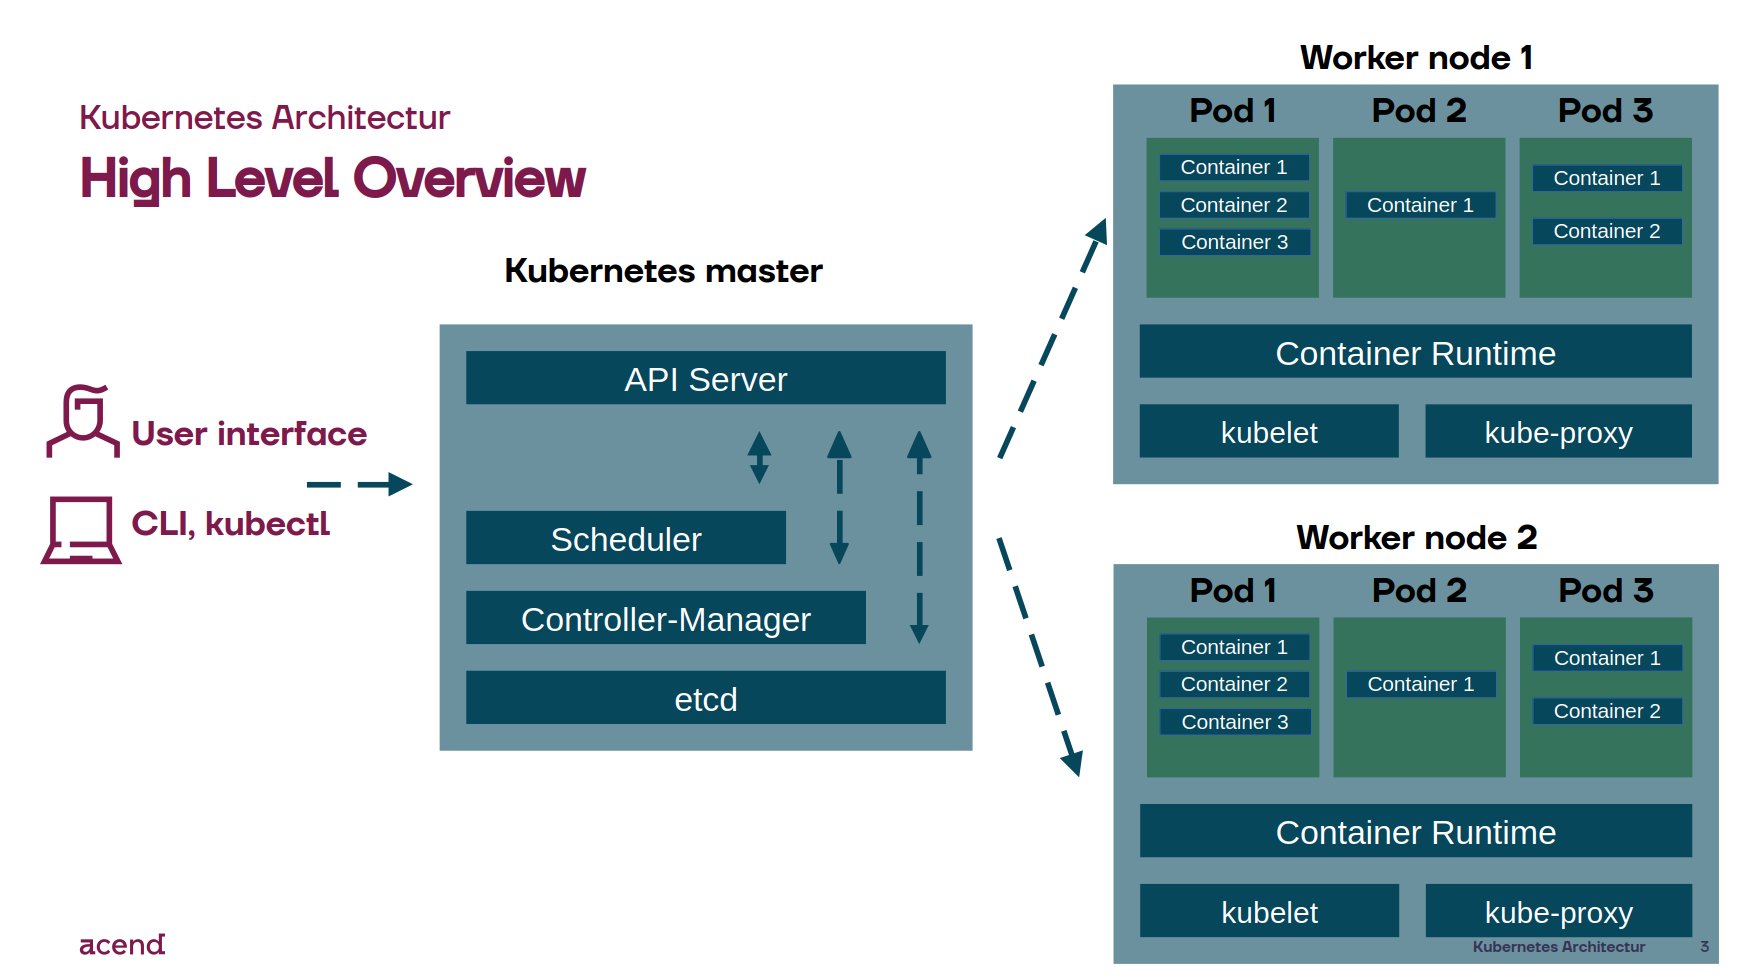 Kubernetes Architectur
High Level Overview
User interface
CLI, kubectl
Kubernetes master
API Server
Scheduler
Controller-Manager
etcd
Worker node 1
Pod 1
Container 1
Container 2
Container 3
Pod 2
Container 1
Pod 3
Container 1
Container 2
Container Runtime
kubelet
kube-proxy
Worker node 2
Pod 1
Container 1
Container 2
Container 3
Pod 2
Container 1
Pod 3
Container 1
Container 2
Container Runtime
kubelet
kube-proxy
acend
Kubernetes Architectur 3